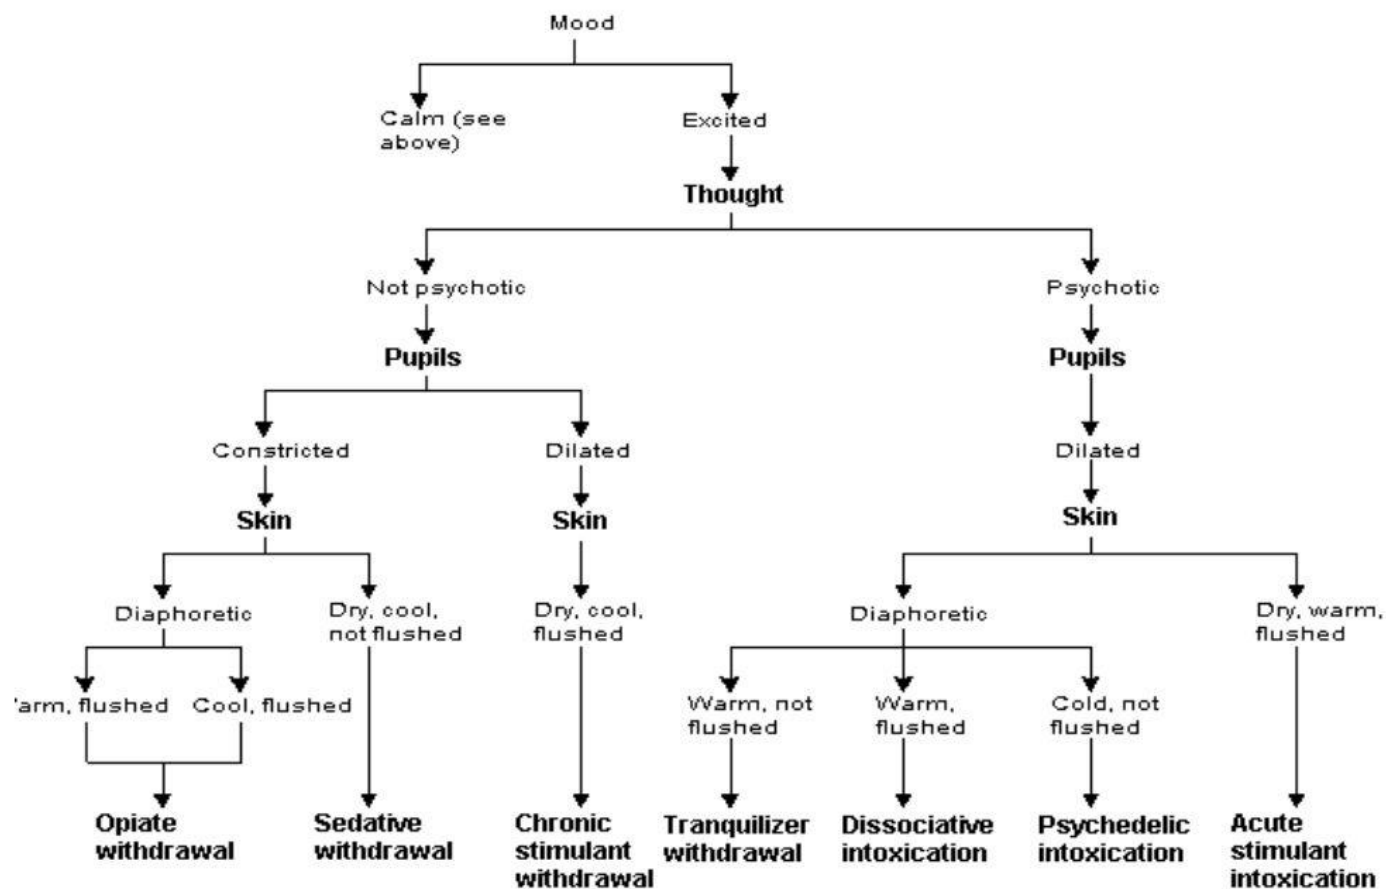 Mood
Calm (see
above)
Excited
Thought
Not psychotic
Psychotic
Pupils
Pupils
Constricted
Dilated
Dilated
Skin
Skin
Skin
Diaphoretic
Dry, cool,
not flushed
Dry, cool,
flushed
Diaphoretic
Dry, warm,
flushed
'arm, flushed
Cool, flushed
Warm, not
flushed
Warm,
flushed
Cold, not
flushed
Opiate
withdrawal
Sedative
withdrawal
Chronic
stimulant
withdrawal
Tranquilizer
withdrawal
Dissociative
intoxication
Psychedelic
intoxication
Acute
stimulant
intoxication